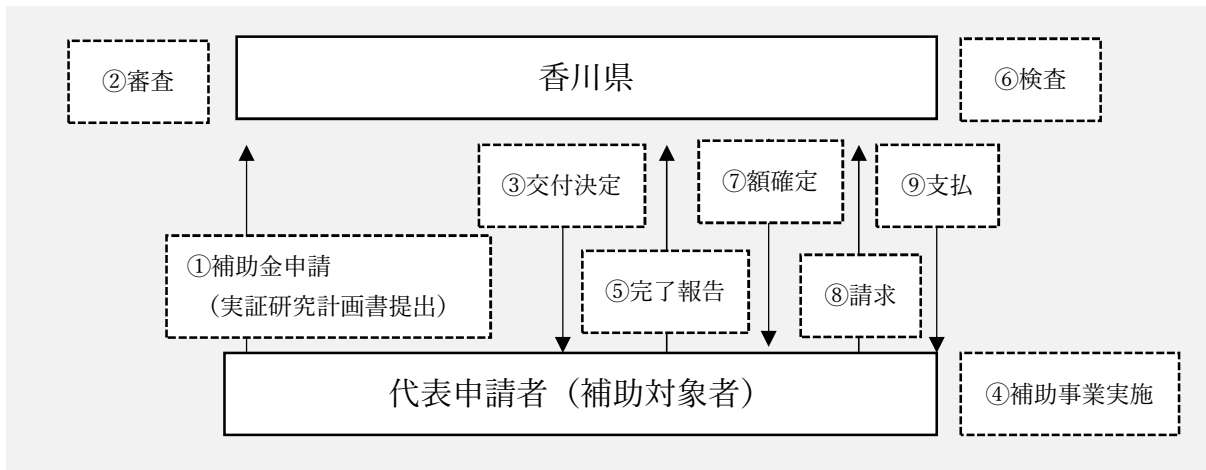 ②審査
香川県
⑥検査
③交付決定
⑦額確定
⑨支払
①補助金申請
（実証研究計画書提出）
⑤完了報告
⑧請求
代表申請者（補助対象者）
④補助事業実施